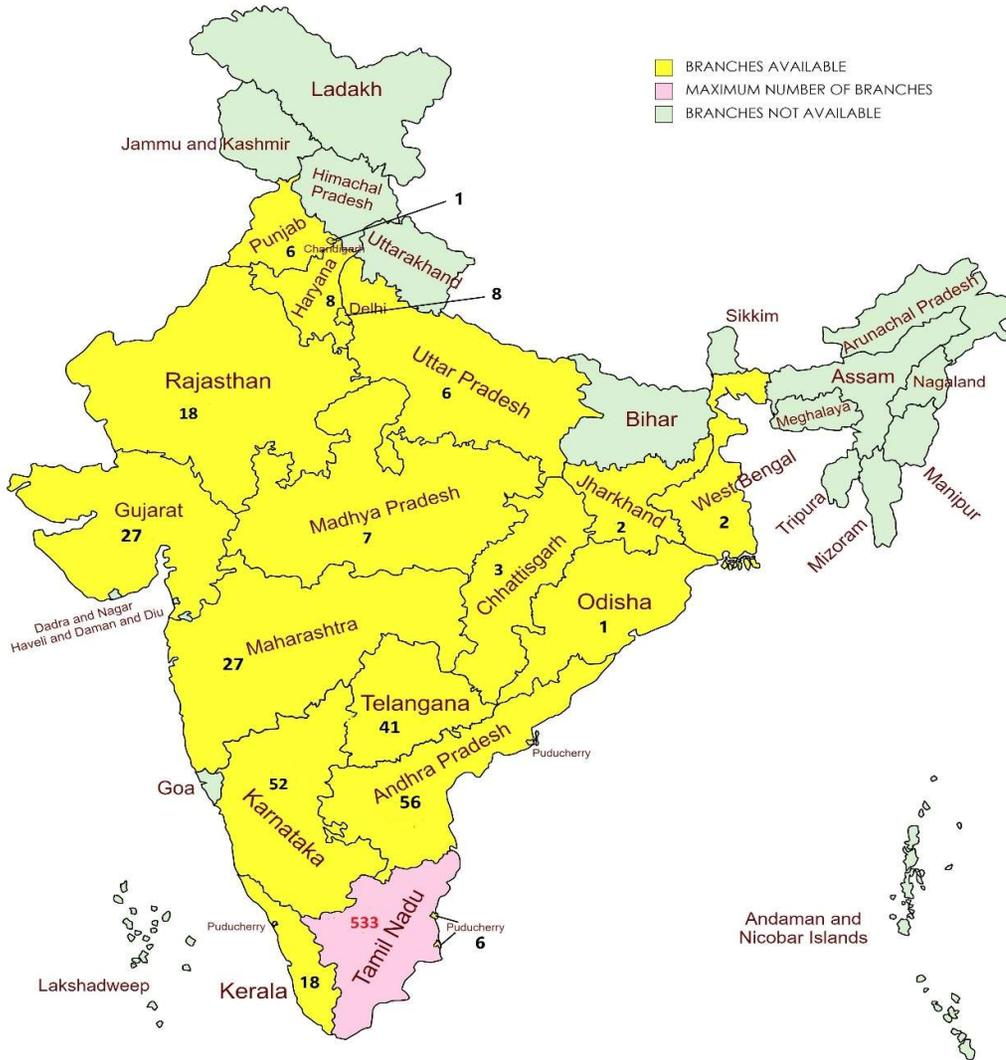 Ladakh
BRANCHES AVAILABLE
MAXIMUM NUMBER OF BRANCHES
BRANCHES NOT AVAILABLE
Jammu and Kashmir
Himachal
Pradesh
1
Punjab
6
Chandigarh
Uttarakhand
Haryana
8
Delhi
8
Sikkim
Arunachal Pradesh
Rajasthan
18
Uttar Pradesh
6
Bihar
Assam
Nagaland
Meghalaya
Manipur
Tripura
Mizoram
Gujarat
27
Madhya Pradesh
7
Jharkhand
2
West Bengal
2
3
Chhattisgarh
Odisha
1
Dadra and Nagar
Haveli and Daman and Diu
Maharashtra
27
Telangana
41
Puducherry
Goa
52
Karnataka
Andhra Pradesh
56
Puducherry
533
Tamil Nadu
Puducherry
6
Andaman and
Nicobar Islands
Lakshadweep
Kerala
18